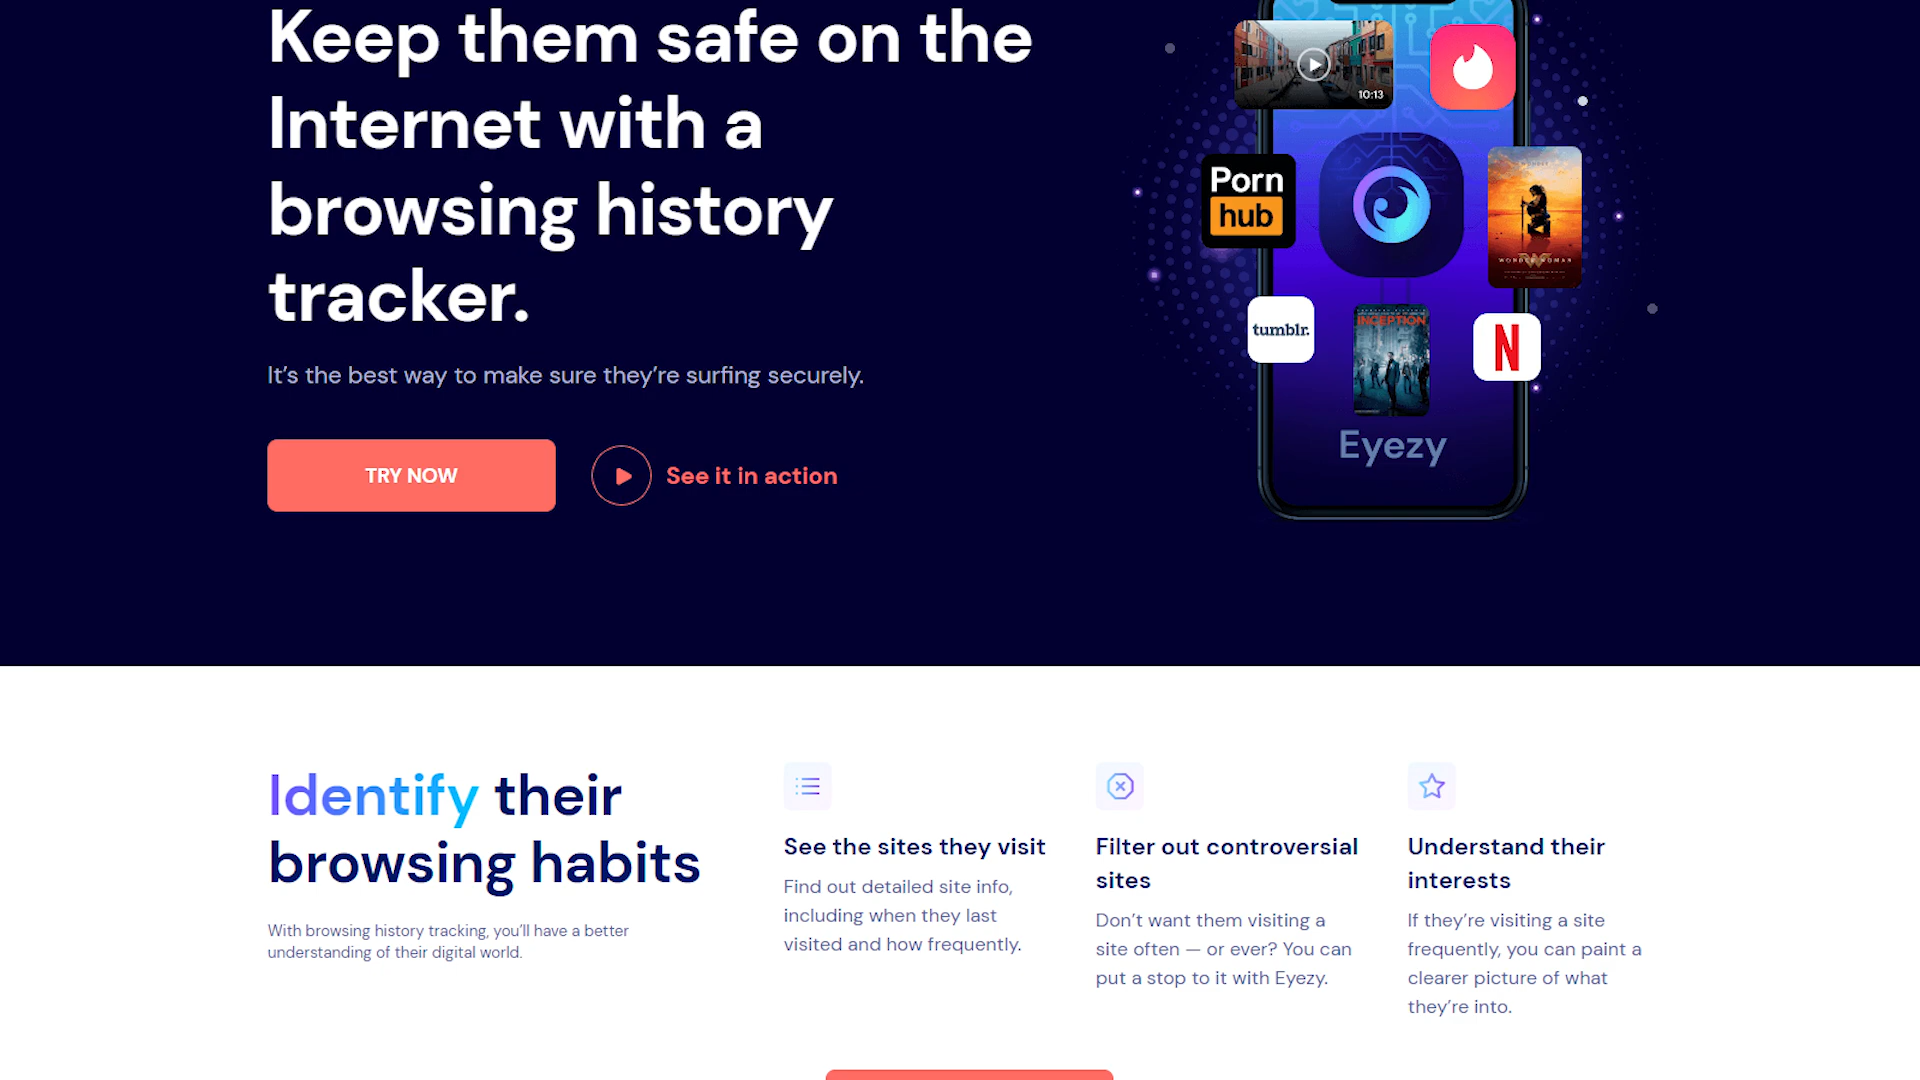 Keep them safe on the
Internet with a
browsing history
tracker.
It's the best way to make sure they're surfing securely.
TRY NOW
See it in action
10:13
Porn
hub
WONDER WOMAN
tumblr.
INCEPTION
N
Eyezy
Identify their
browsing habits
With browsing history tracking, you'll have a better
understanding of their digital world.
See the sites they visit
Find out detailed site info,
including when they last
visited and how frequently.
Filter out controversial
sites
Don't want them visiting a
site often — or ever? You can
put a stop to it with Eyezy.
Understand their
interests
If they're visiting a site
frequently, you can paint a
clearer picture of what
they're into.